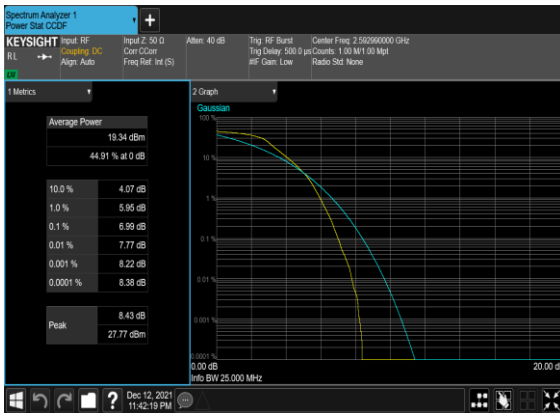 Spectrum Analyzer 1
Power Stat CCDF
+
KEYSIGHT Input: RF Input Z: 50 Ω Atten: 40 dB Trig: RF Burst Center Freq: 2.592990000 GHz
RL Coupling: DC Corr CCorr Trig Delay: 500.0 µs Counts: 1.00 M/1.00 Mpt
Align: Auto Freq Ref: Int (S) #IF Gain: Low Radio Std: None
1 Metrics
2 Graph
Gaussian
Average Power
19.34 dBm
44.91 % at 0 dB
10.0 % 4.07 dB
1.0 % 5.95 dB
0.1 % 6.99 dB
0.01 % 7.77 dB
0.001 % 8.22 dB
0.0001 % 8.38 dB
Peak 8.43 dB
27.77 dBm
100 %
10 %
1 %
0.1 %
0.01 %
0.001 %
0.0001 %
0.00 dB 20.00 d
Info BW 25.000 MHz
? Dec 12, 2021
11:42:19 PM